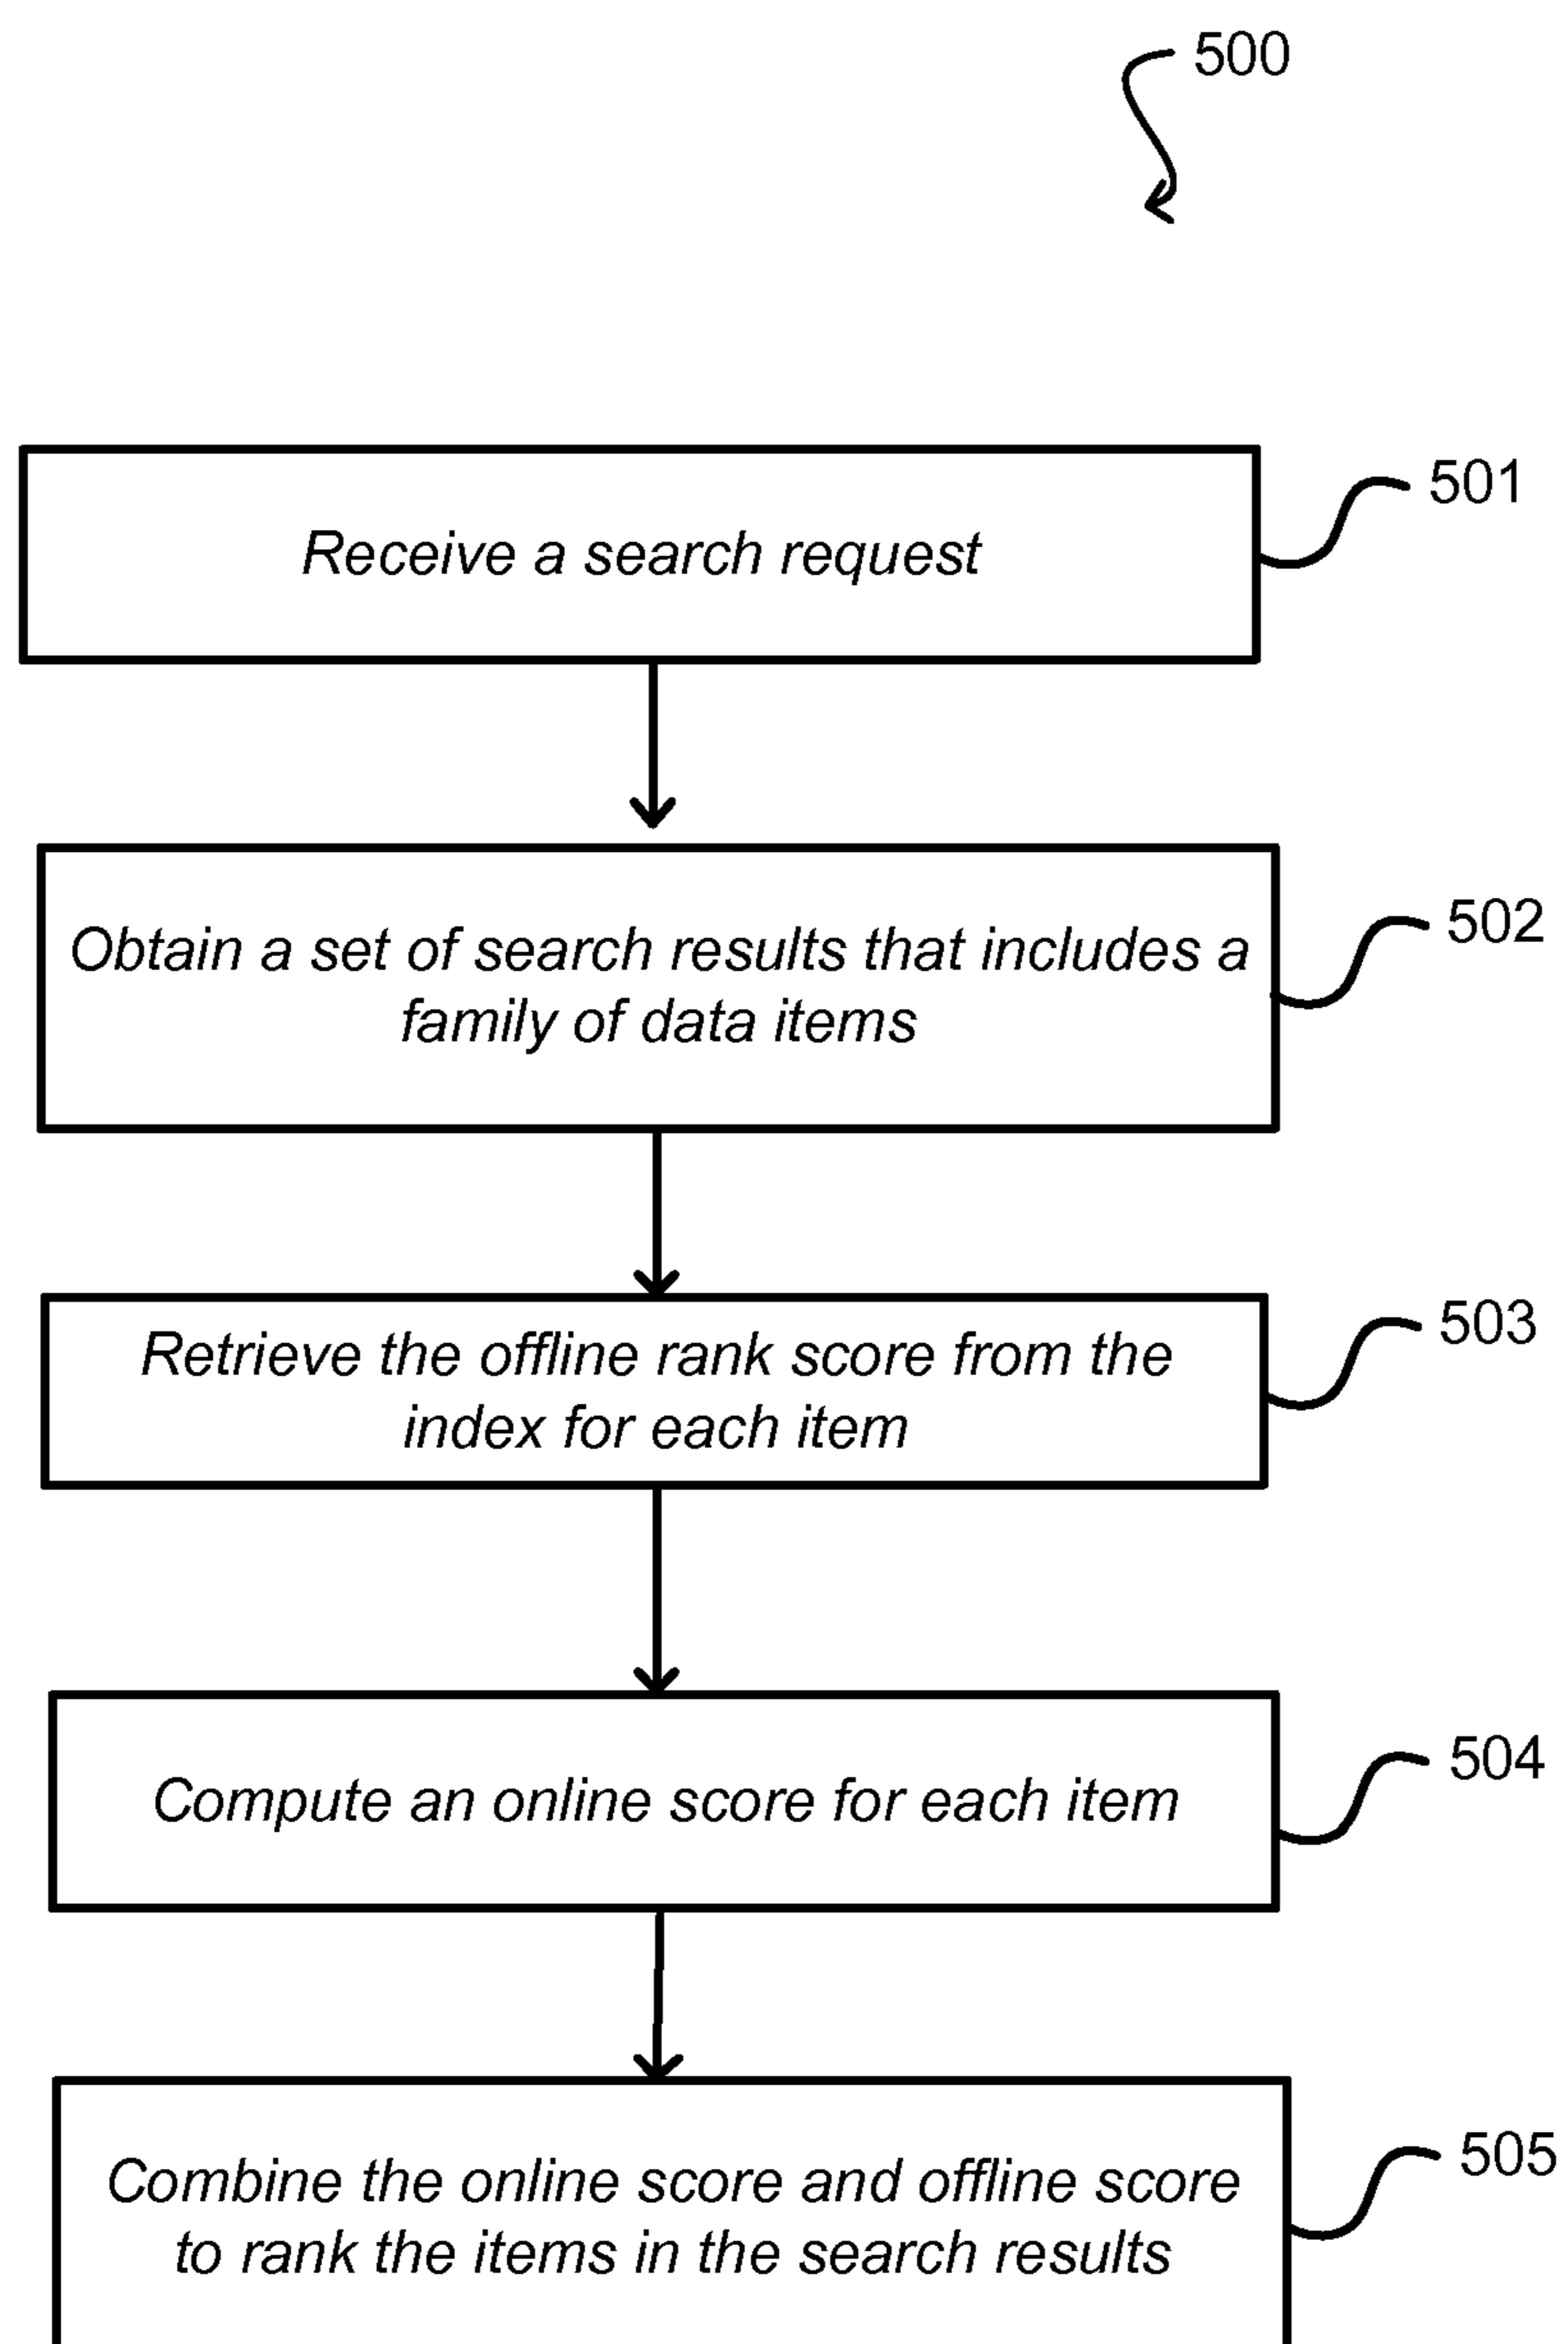 500
501
Receive a search request
502
Obtain a set of search results that includes a
family of data items
503
Retrieve the offline rank score from the
index for each item
504
Compute an online score for each item
505
Combine the online score and offline score
to rank the items in the search results